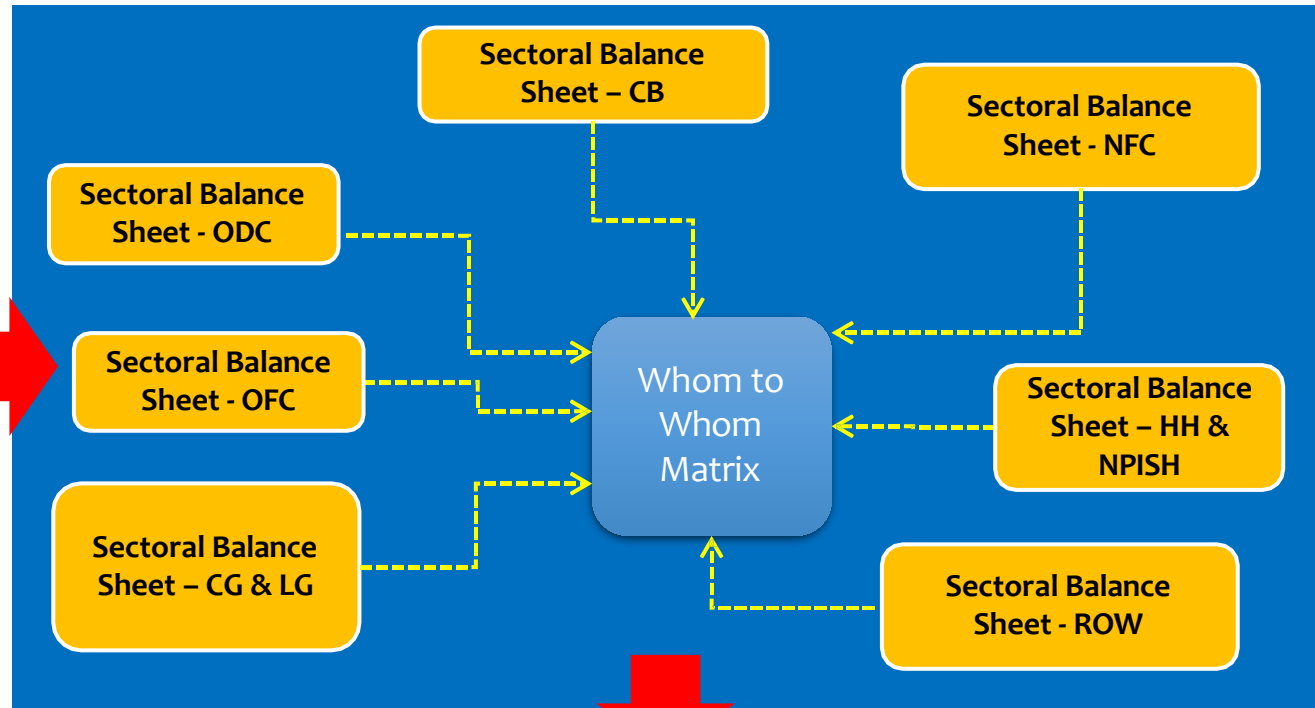 Sectoral Balance
Sheet – CB
Sectoral Balance
Sheet - NFC
Sectoral Balance
Sheet - ODC
Sectoral Balance
Sheet - OFC
Whom to
Whom
Matrix
Sectoral Balance
Sheet – HH &
NPISH
Sectoral Balance
Sheet – CG & LG
Sectoral Balance
Sheet - ROW